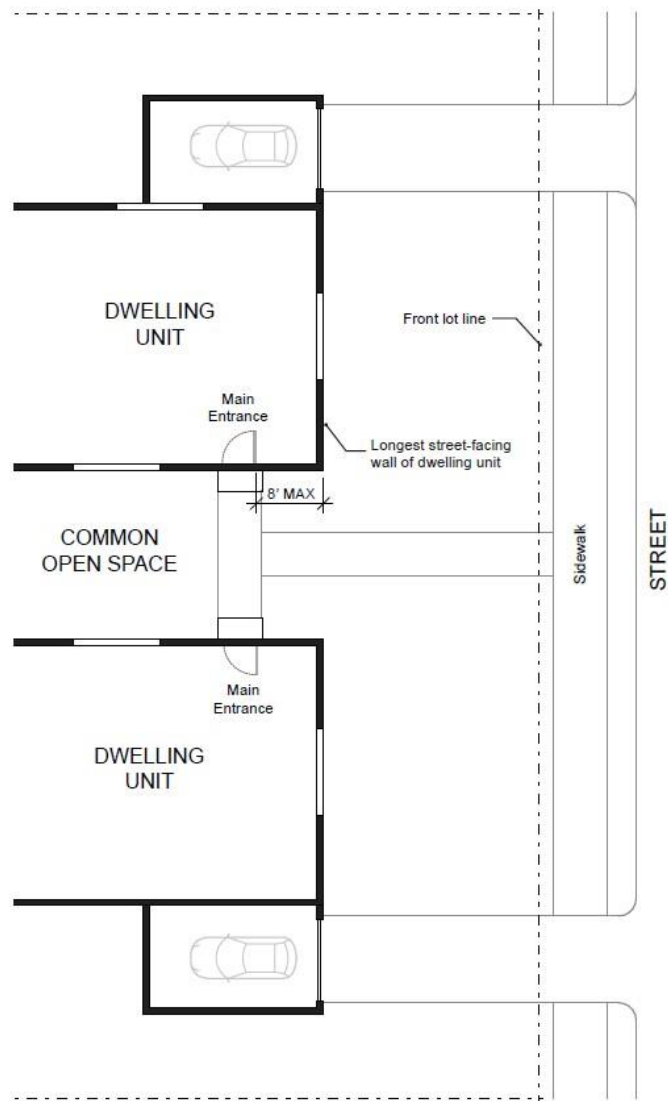 DWELLING
UNIT
Front lot line
Main
Entrance
Longest street-facing
wall of dwelling unit
8' MAX
COMMON
OPEN SPACE
Sidewalk
STREET
Main
Entrance
DWELLING
UNIT